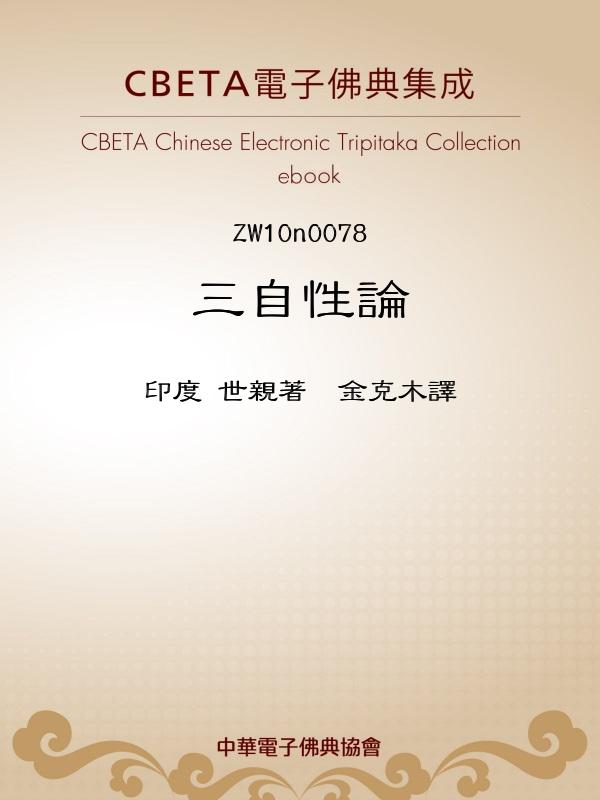 CBETA電子佛典集成
CBETA Chinese Electronic Tripitaka Collection
ebook
ZW10n0078
三自性論
印度 世親著　金克木譯
中華電子佛典協會